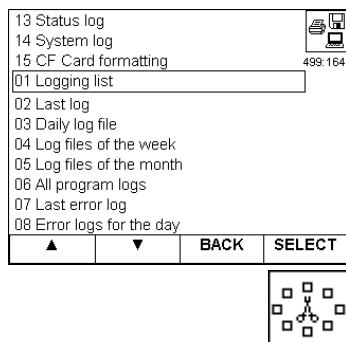 13 Status log
14 System log
15 CF Card formatting
499:164
01 Logging list
02 Last log
03 Daily log file
04 Log files of the week
05 Log files of the month
06 All program logs
07 Last error log
08 Error logs for the day
▲ ▼ BACK SELECT